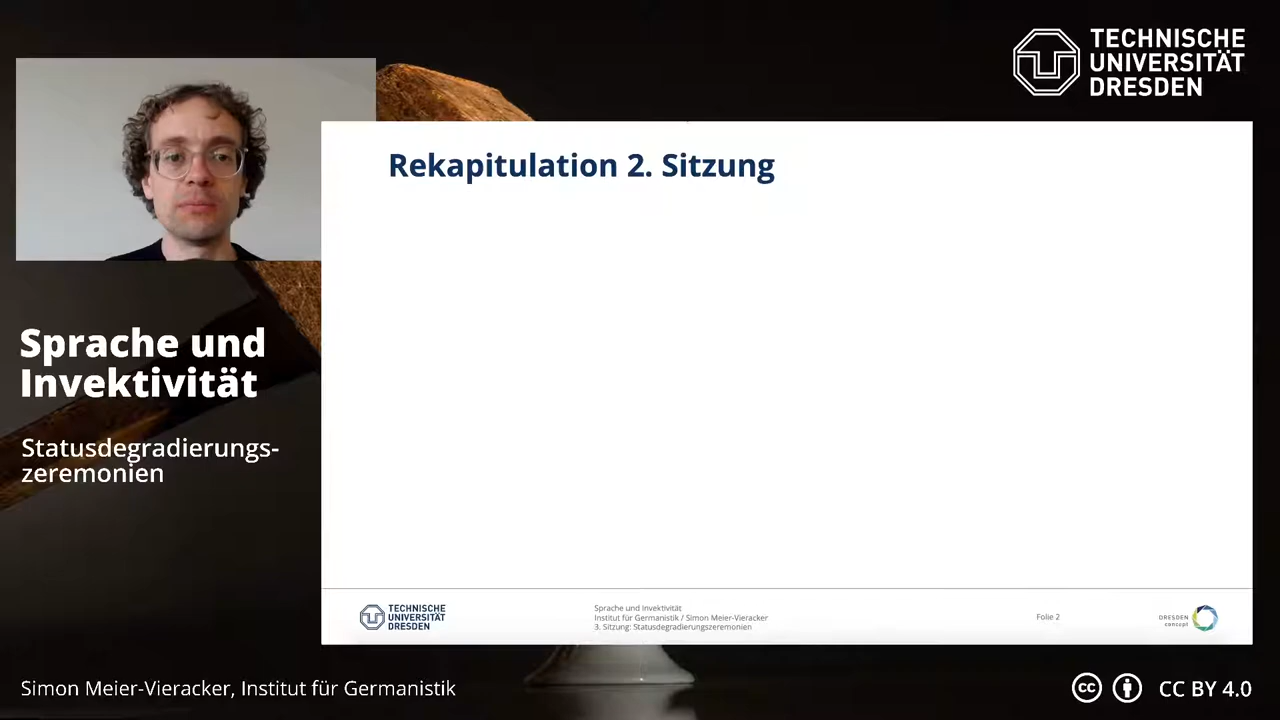 TECHNISCHE
UNIVERSITÄT
DRESDEN
Rekapitulation 2. Sitzung
Sprache und
Invektivität
Statusdegradierungs-
zeremonien
TECHNISCHE
UNIVERSITÄT
DRESDEN
Sprache und Invektivität
Institut für Germanistik / Simon Meier-Vieracker
3. Sitzung: Statusdegradierungszeremonien
Folie 2
DRESDEN
concept
Simon Meier-Vieracker, Institut für Germanistik
cc
CC BY 4.0